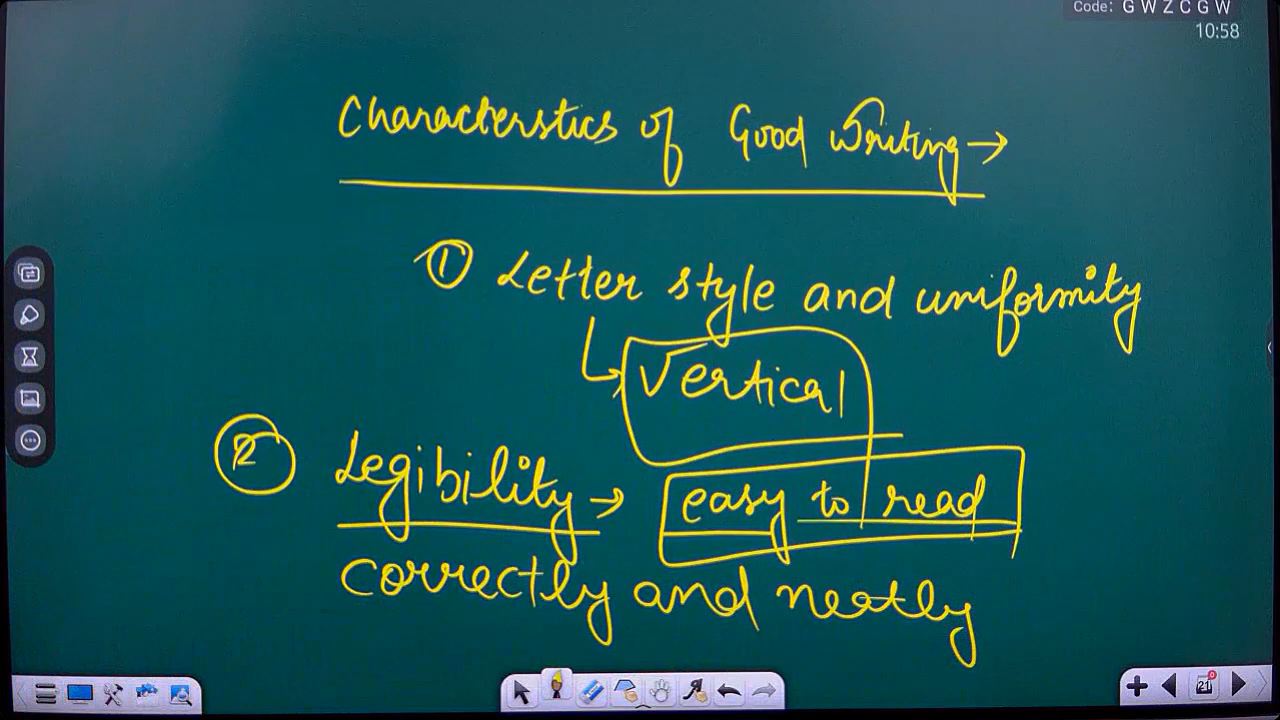 Code: G W Z C G W
10:58
Characterstics of Good Writing →
① Letter style and uniformity
↳ Vertical
② Legibility → easy to read
correctly and neatly
21